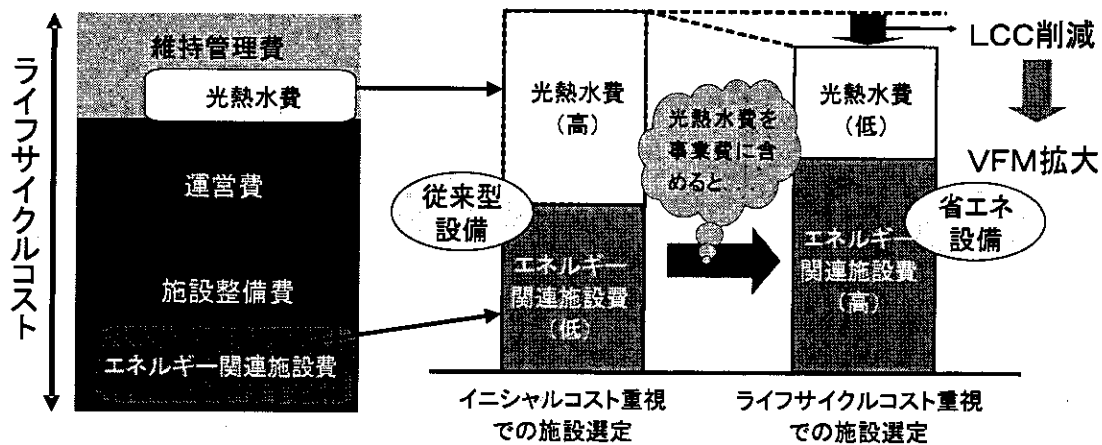 ライフサイクルコスト
維持管理費
光熱水費
運営費
施設整備費
エネルギー関連施設費
光熱水費
(高)
従来型
設備
エネルギー
関連施設費
(低)
イニシャルコスト重視
での施設選定
光熱水費を
事業費に含
めると...
光熱水費
(低)
省エネ
設備
エネルギー
関連施設費
(高)
ライフサイクルコスト重視
での施設選定
LCC削減
VFM拡大